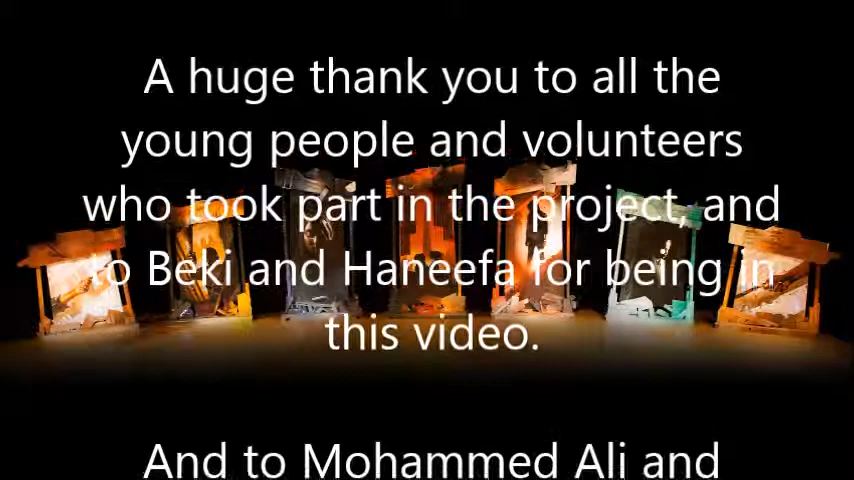 A huge thank you to all the
young people and volunteers
who took part in the project, and
to Beki and Haneefa for being in
this video.
And to Mohammed Ali and